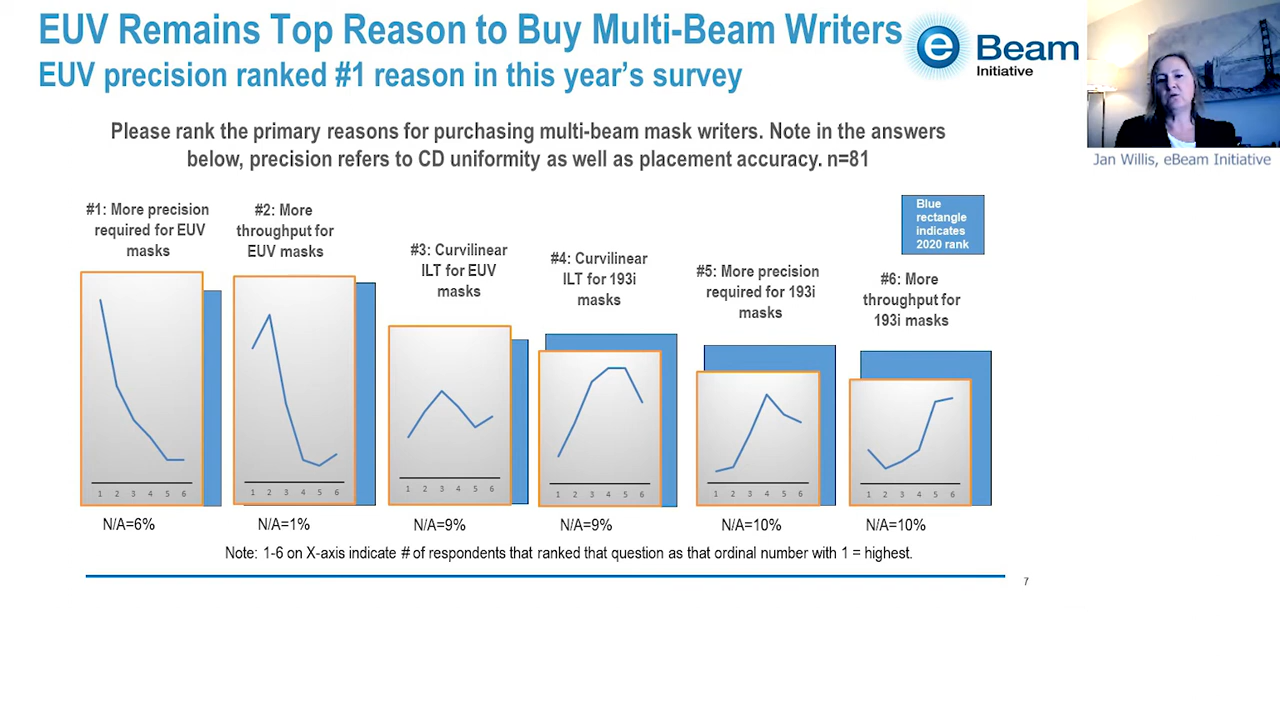 EUV Remains Top Reason to Buy Multi-Beam Writers
EUV precision ranked #1 reason in this year's survey
e Beam
Initiative
Jan Willis, eBeam Initiative
Please rank the primary reasons for purchasing multi-beam mask writers. Note in the answers
below, precision refers to CD uniformity as well as placement accuracy. n=81
Blue
rectangle
indicates
2020 rank
#1: More precision
required for EUV
masks
#2: More
throughput for
EUV masks
#3: Curvilinear
ILT for EUV
masks
#4: Curvilinear
ILT for 193i
masks
#5: More precision
required for 193i
masks
#6: More
throughput for
193i masks
1 2 3 4 5 6
1 2 3 4 5 6
1 2 3 4 5 6
1 2 3 4 5 6
1 2 3 4 5 6
1 2 3 4 5 6
N/A=6%
N/A=1%
N/A=9%
N/A=9%
N/A=10%
N/A=10%
Note: 1-6 on X-axis indicate # of respondents that ranked that question as that ordinal number with 1 = highest.
7